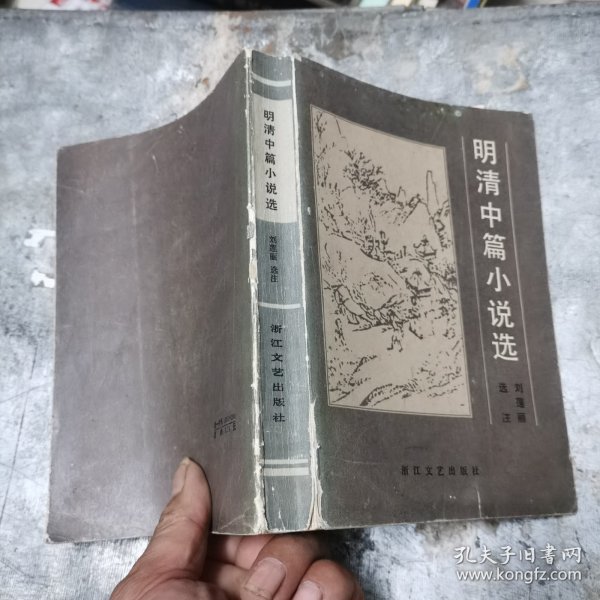 明清中篇小说选
刘蓮丽 选注
浙江文艺出版社
明清中篇小说选
刘蓮丽
选注
浙江文艺出版社
孔夫子旧书网
www.kongfz.com